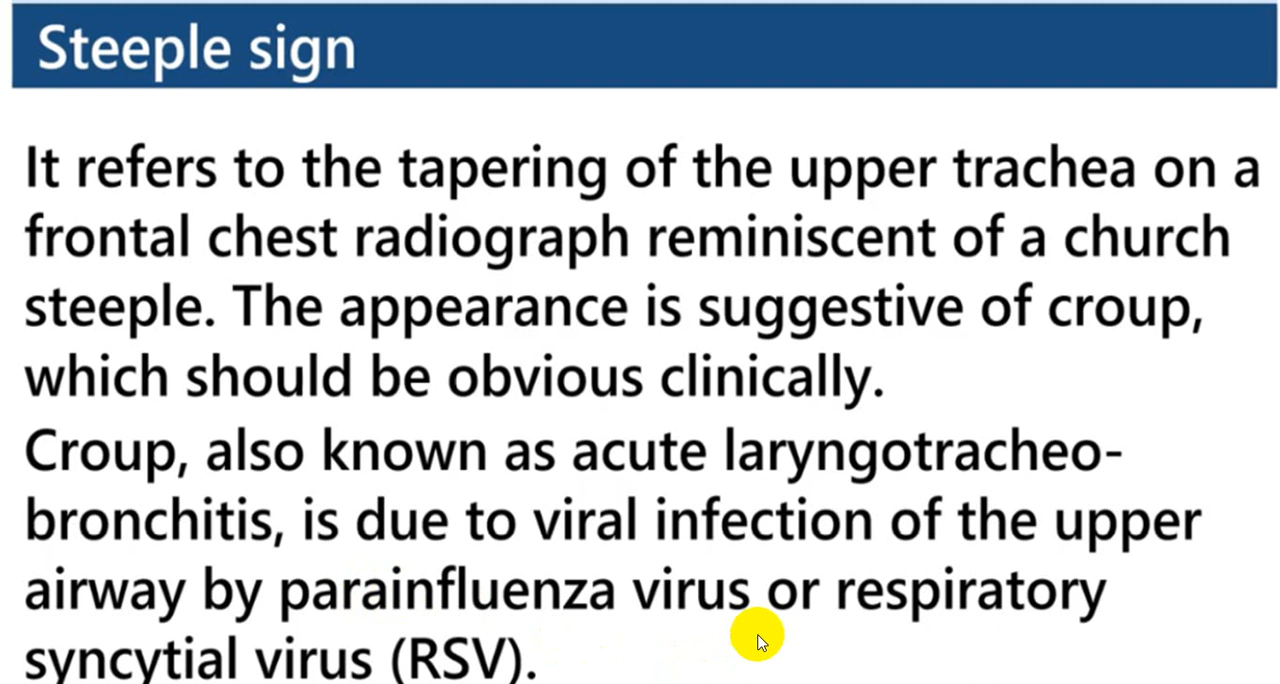 Steeple sign
It refers to the tapering of the upper trachea on a
frontal chest radiograph reminiscent of a church
steeple. The appearance is suggestive of croup,
which should be obvious clinically.
Croup, also known as acute laryngotracheo-
bronchitis, is due to viral infection of the upper
airway by parainfluenza virus or respiratory
syncytial virus (RSV).